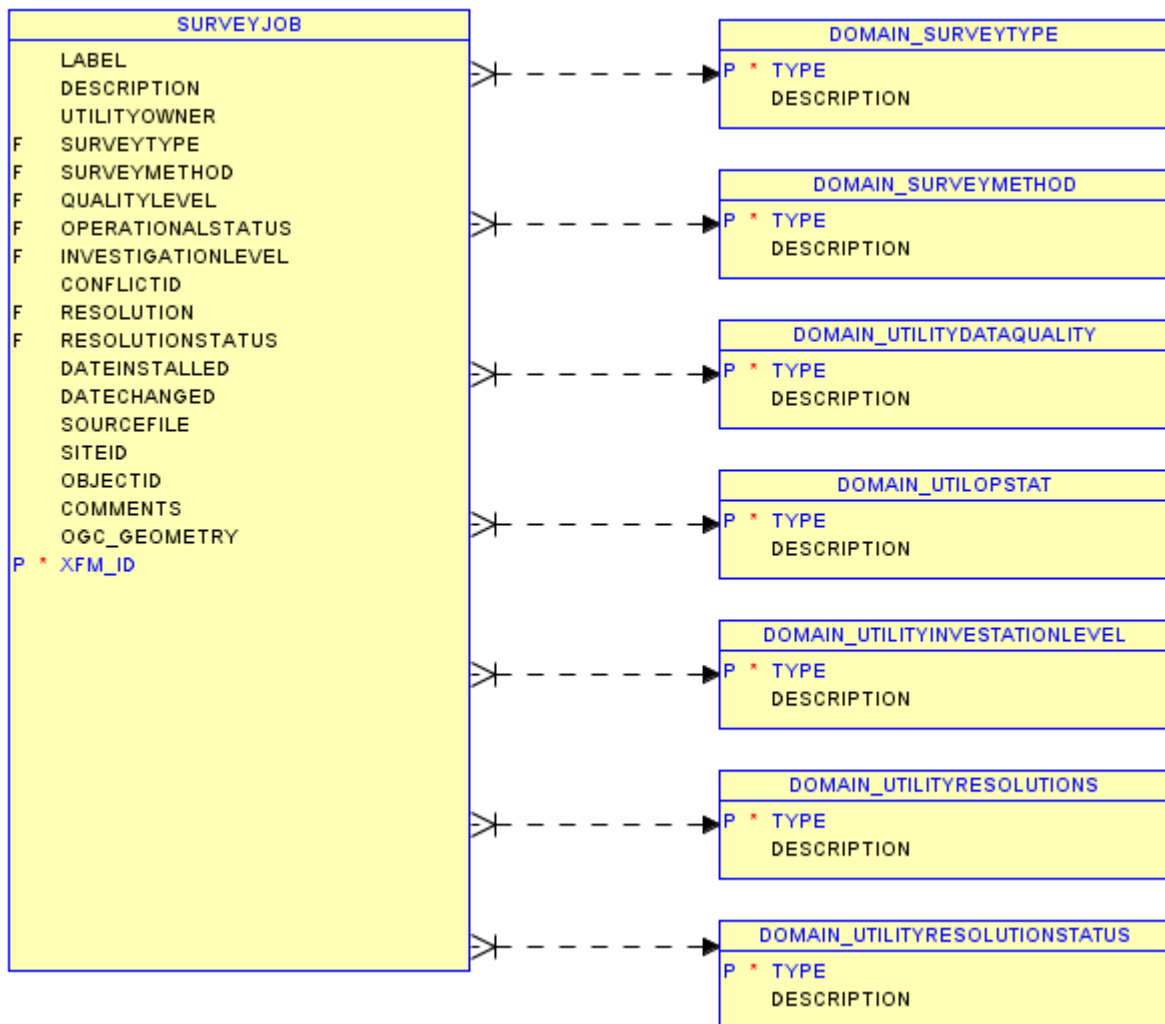 SURVEYJOB
LABEL
DESCRIPTION
UTILITYOWNER
F SURVEYTYPE
F SURVEYMETHOD
F QUALITYLEVEL
F OPERATIONALSTATUS
F INVESTIGATIONLEVEL
CONFLICTID
F RESOLUTION
F RESOLUTIONSTATUS
DATEINSTALLED
DATECHANGED
SOURCEFILE
SITEID
OBJECTID
COMMENTS
OGC_GEOMETRY
P * XFM_ID
DOMAIN_SURVEYTYPE
P * TYPE
DESCRIPTION
DOMAIN_SURVEYMETHOD
P * TYPE
DESCRIPTION
DOMAIN_UTILITYDATAQUALITY
P * TYPE
DESCRIPTION
DOMAIN_UTILOPSTAT
P * TYPE
DESCRIPTION
DOMAIN_UTILITYINVESTATIONLEVEL
P * TYPE
DESCRIPTION
DOMAIN_UTILITYRESOLUTIONS
P * TYPE
DESCRIPTION
DOMAIN_UTILITYRESOLUTIONSTATUS
P * TYPE
DESCRIPTION